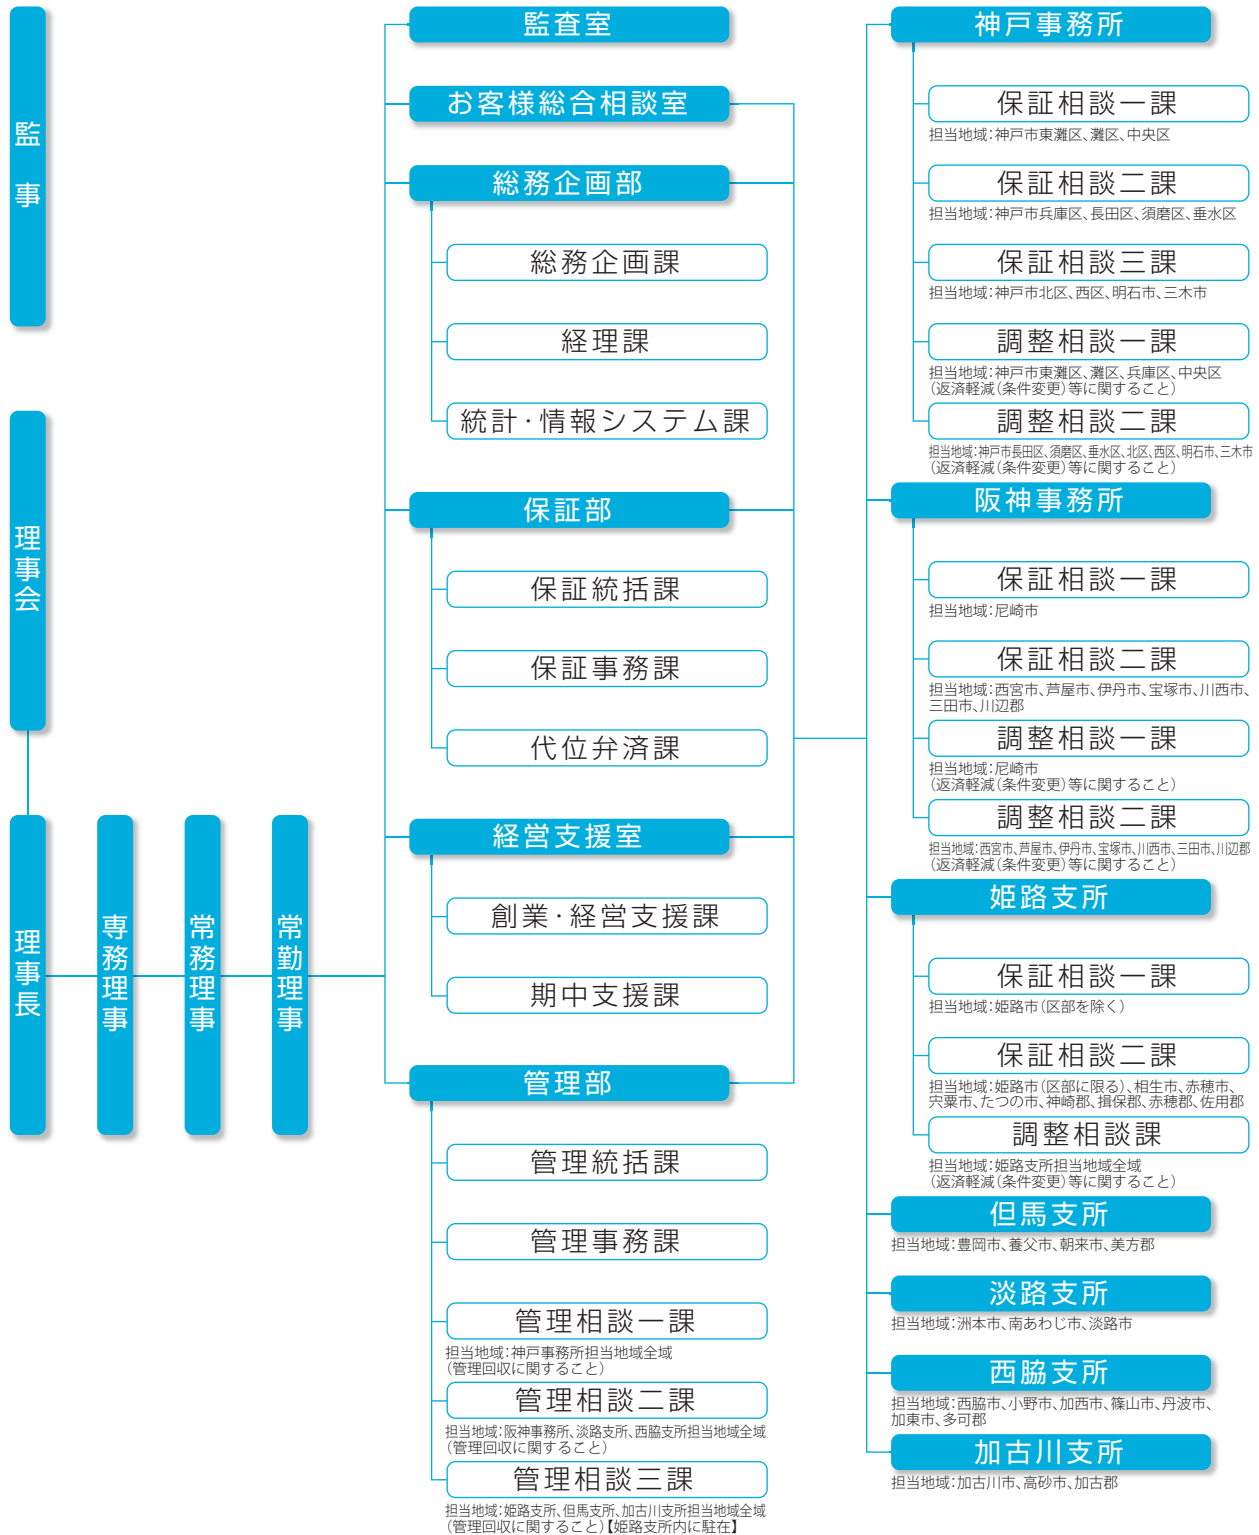 監事
理事会
理事長
専務理事
常務理事
常勤理事
監査室
お客様総合相談室
総務企画部
総務企画課
経理課
統計・情報システム課
保証部
保証統括課
保証事務課
代位弁済課
経営支援室
創業・経営支援課
期中支援課
管理部
管理統括課
管理事務課
管理相談一課
担当地域：神戸事務所担当地域全域
（管理回収に関すること）
管理相談二課
担当地域：阪神事務所、淡路支所、西脇支所担当地域全域
（管理回収に関すること）
管理相談三課
担当地域：姫路支所、但馬支所、加古川支所担当地域全域
（管理回収に関すること）【姫路支所内に駐在】
神戸事務所
保証相談一課
担当地域：神戸市東灘区、灘区、中央区
保証相談二課
担当地域：神戸市兵庫区、長田区、須磨区、垂水区
保証相談三課
担当地域：神戸市北区、西区、明石市、三木市
調整相談一課
担当地域：神戸市東灘区、灘区、兵庫区、中央区
（返済軽減（条件変更）等に関すること）
調整相談二課
担当地域：神戸市長田区、須磨区、垂水区、北区、西区、明石市、三木市
（返済軽減（条件変更）等に関すること）
阪神事務所
保証相談一課
担当地域：尼崎市
保証相談二課
担当地域：西宮市、芦屋市、伊丹市、宝塚市、川西市、
三田市、川辺郡
調整相談一課
担当地域：尼崎市
（返済軽減（条件変更）等に関すること）
調整相談二課
担当地域：西宮市、芦屋市、伊丹市、宝塚市、川西市、三田市、川辺郡
（返済軽減（条件変更）等に関すること）
姫路支所
保証相談一課
担当地域：姫路市（区部を除く）
保証相談二課
担当地域：姫路市（区部に限る）、相生市、赤穂市、
宍粟市、たつの市、神崎郡、揖保郡、赤穂郡、佐用郡
調整相談課
担当地域：姫路支所担当地域全域
（返済軽減（条件変更）等に関すること）
但馬支所
担当地域：豊岡市、養父市、朝来市、美方郡
淡路支所
担当地域：洲本市、南あわじ市、淡路市
西脇支所
担当地域：西脇市、小野市、加西市、篠山市、丹波市、
加東市、多可郡
加古川支所
担当地域：加古川市、高砂市、加古郡